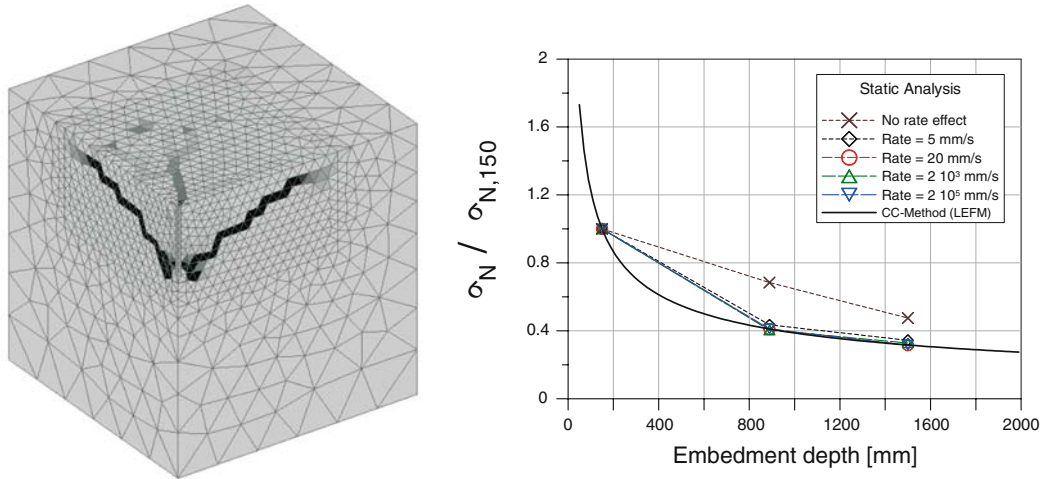 2
1.6
1.2
0.8
0.4
0
σN / σN,150
Static Analysis
No rate effect
Rate = 5 mm/s
Rate = 20 mm/s
Rate = 2 10³ mm/s
Rate = 2 10⁵ mm/s
CC-Method (LEFM)
0 400 800 1200 1600 2000
Embedment depth [mm]